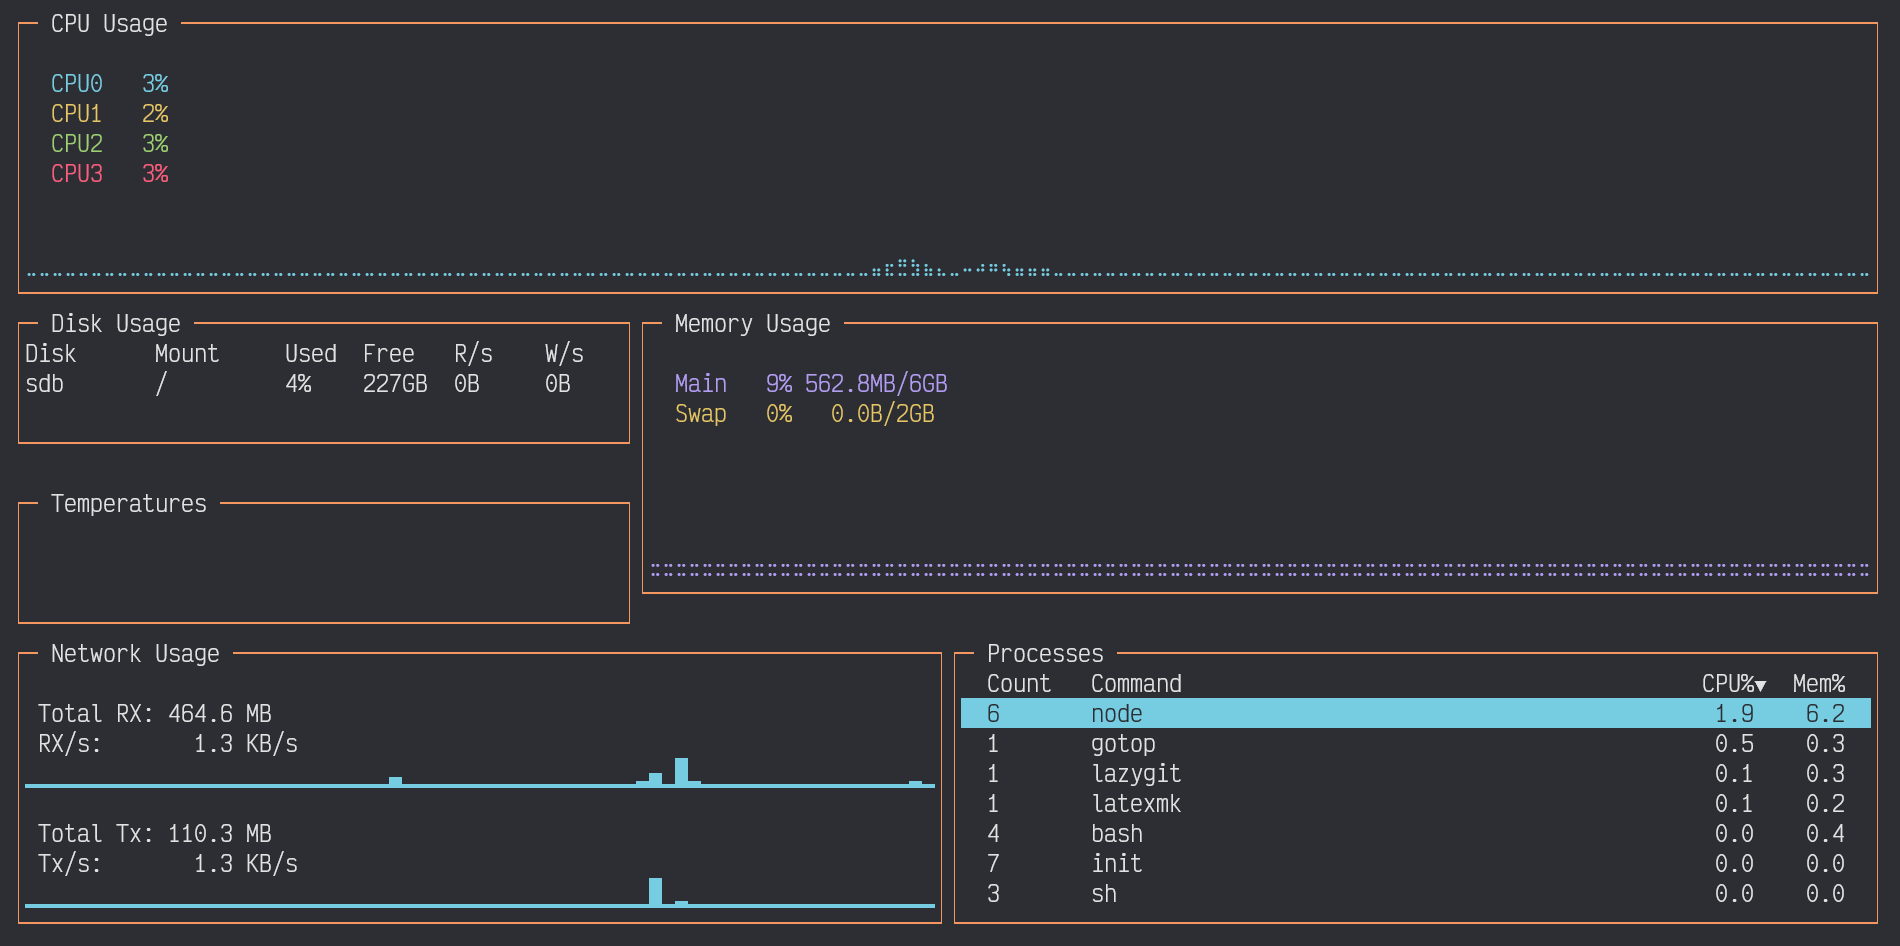 CPU Usage
CPU0 3%
CPU1 2%
CPU2 3%
CPU3 3%
Disk Usage
Disk Mount Used Free R/s W/s
sdb / 4% 227GB 0B 0B
Memory Usage
Main 9% 562.8MB/6GB
Swap 0% 0.0B/2GB
Temperatures
Network Usage
Total RX: 464.6 MB
RX/s: 1.3 KB/s
Total Tx: 110.3 MB
Tx/s: 1.3 KB/s
Processes
Count Command CPU%▼ Mem%
6 node 1.9 6.2
1 gotop 0.5 0.3
1 lazygit 0.1 0.3
1 latexmk 0.1 0.2
4 bash 0.0 0.4
7 init 0.0 0.0
3 sh 0.0 0.0